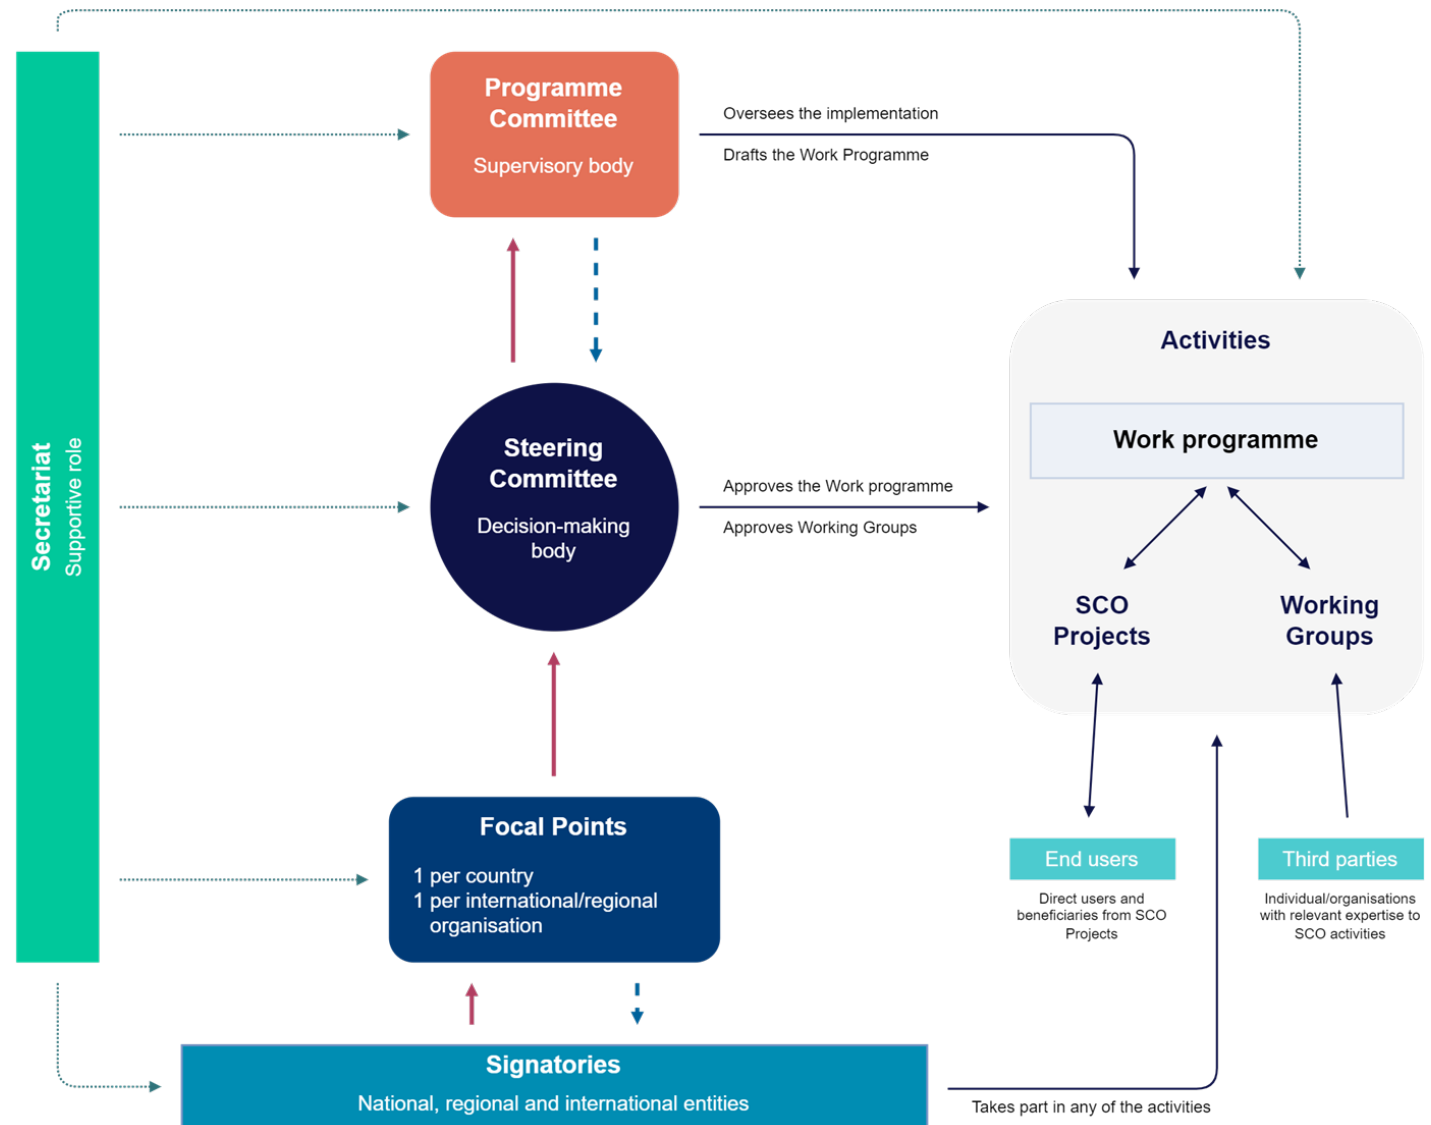 Programme
Committee
Supervisory body
Oversees the implementation
Drafts the Work Programme
Secretariat
Supportive role
Activities
Work programme
Steering
Committee
Decision-making
body
Approves the Work programme
Approves Working Groups
SCO
Projects
Working
Groups
Focal Points
1 per country
1 per international/regional
organisation
End users
Direct users and
beneficiaries from SCO
Projects
Third parties
Individual/organisations
with relevant expertise to
SCO activities
Signatories
National, regional and international entities
Takes part in any of the activities